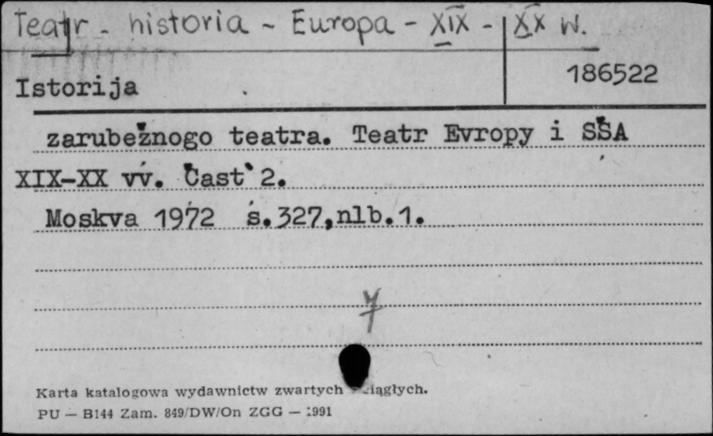 Teatr - historia - Europa - XIX - XX w.
Istorija
186522
zarubežnogo teatra. Teatr Evropy i SŠA
XIX-XX vv. Čast' 2.
Moskva 1972 s.327,nlb.1.
Karta katalogowa wydawnictw zwartych ciągłych.
PU — B144 Zam. 849/DW/On ZGG — 1991